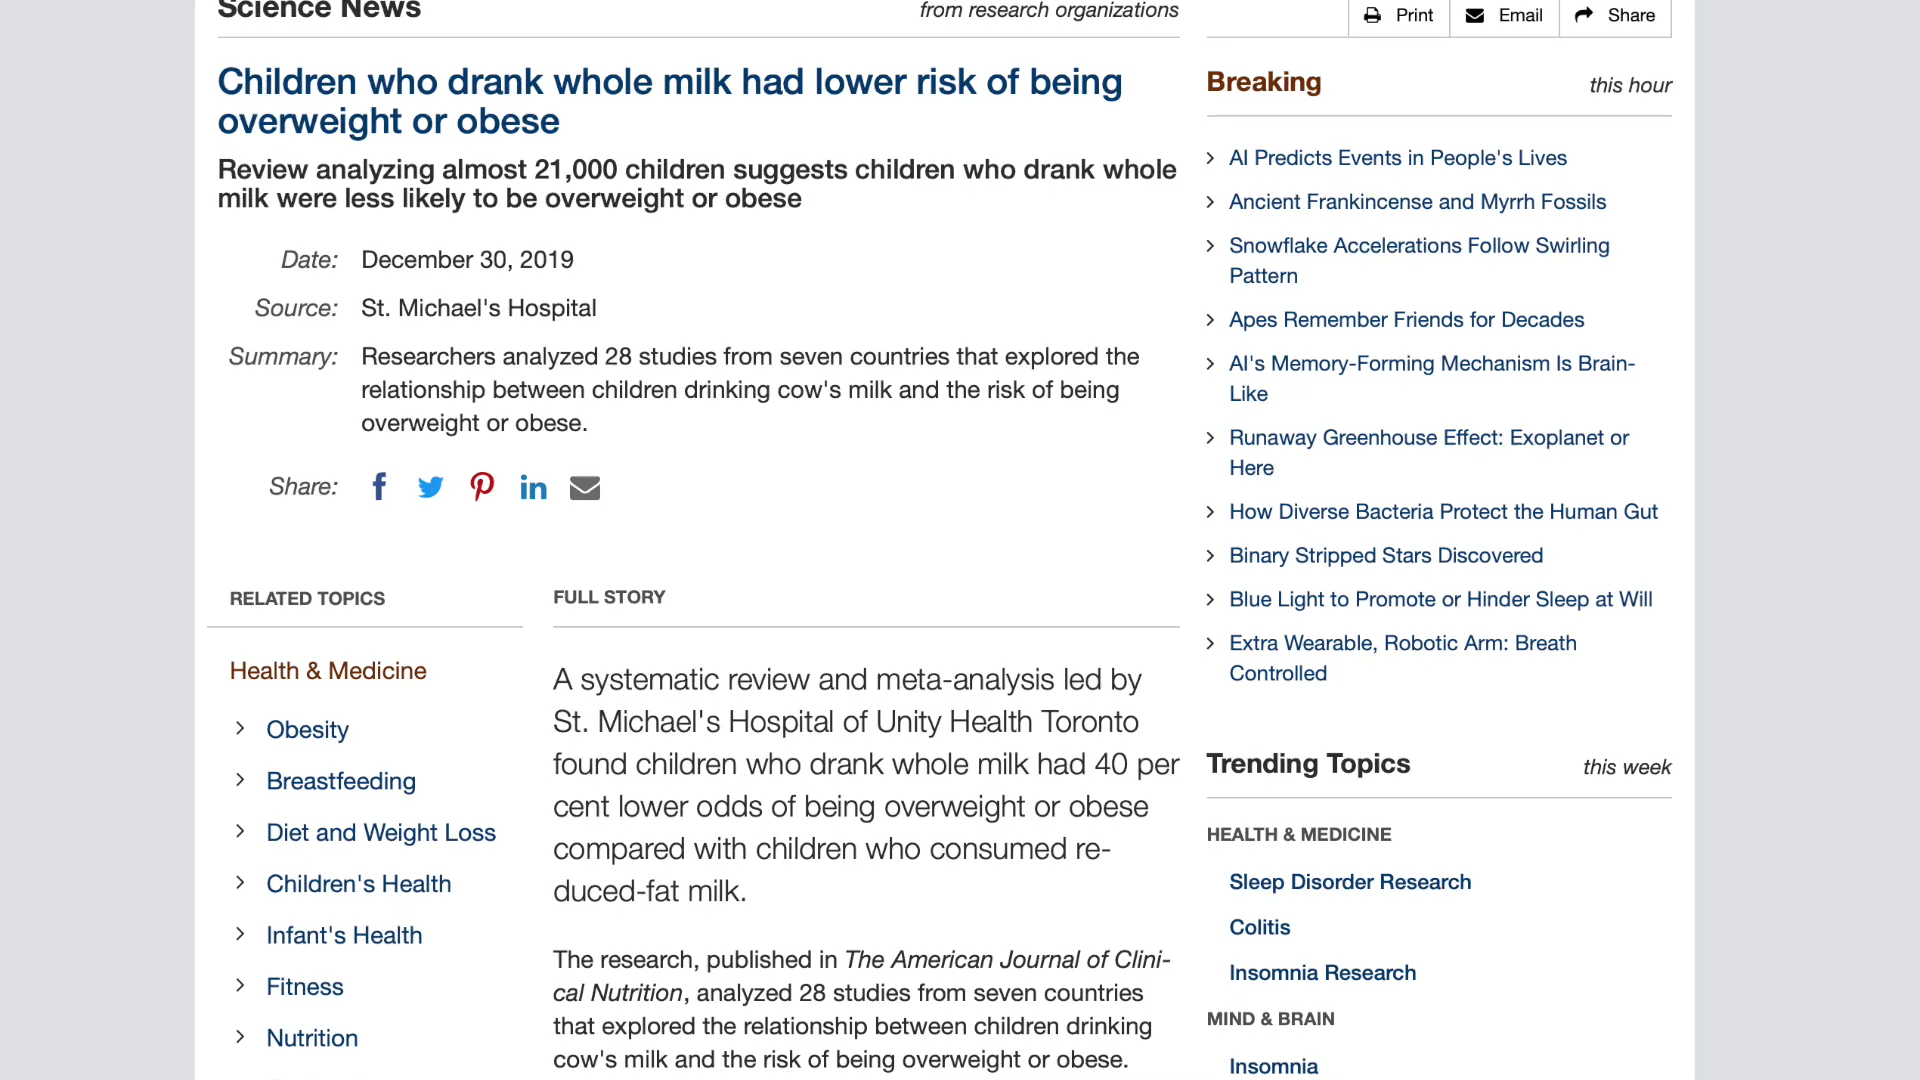 Science News
from research organizations
Print
Email
Share
Children who drank whole milk had lower risk of being
overweight or obese
Review analyzing almost 21,000 children suggests children who drank whole
milk were less likely to be overweight or obese
Date: December 30, 2019
Source: St. Michael's Hospital
Summary: Researchers analyzed 28 studies from seven countries that explored the
relationship between children drinking cow's milk and the risk of being
overweight or obese.
Share:
RELATED TOPICS
Health & Medicine
Obesity
Breastfeeding
Diet and Weight Loss
Children's Health
Infant's Health
Fitness
Nutrition
FULL STORY
A systematic review and meta-analysis led by
St. Michael's Hospital of Unity Health Toronto
found children who drank whole milk had 40 per
cent lower odds of being overweight or obese
compared with children who consumed re-
duced-fat milk.
The research, published in The American Journal of Clini-
cal Nutrition, analyzed 28 studies from seven countries
that explored the relationship between children drinking
cow's milk and the risk of being overweight or obese.
Breaking
this hour
AI Predicts Events in People's Lives
Ancient Frankincense and Myrrh Fossils
Snowflake Accelerations Follow Swirling
Pattern
Apes Remember Friends for Decades
AI's Memory-Forming Mechanism Is Brain-
Like
Runaway Greenhouse Effect: Exoplanet or
Here
How Diverse Bacteria Protect the Human Gut
Binary Stripped Stars Discovered
Blue Light to Promote or Hinder Sleep at Will
Extra Wearable, Robotic Arm: Breath
Controlled
Trending Topics
this week
HEALTH & MEDICINE
Sleep Disorder Research
Colitis
Insomnia Research
MIND & BRAIN
Insomnia